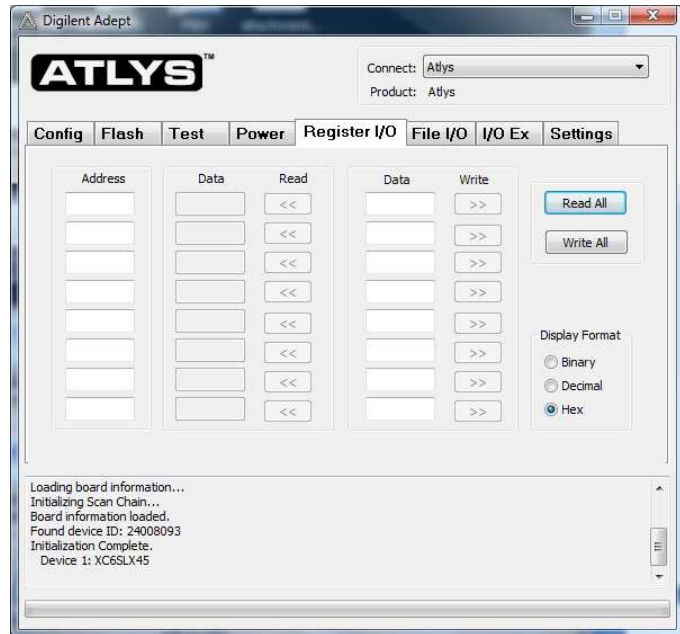 Digilent Adept
ATLYS™
Connect: Atlys
Product: Atlys
Config Flash Test Power Register I/O File I/O I/O Ex Settings
Address Data Read Data Write
<< >> Read All
<< >> Write All
<< >>
<< >>
<< >>
Display Format
<< >> Binary
<< >> Decimal
<< >> Hex
Loading board information...
Initializing Scan Chain...
Board information loaded.
Found device ID: 24008093
Initialization Complete.
Device 1: XC6SLX45